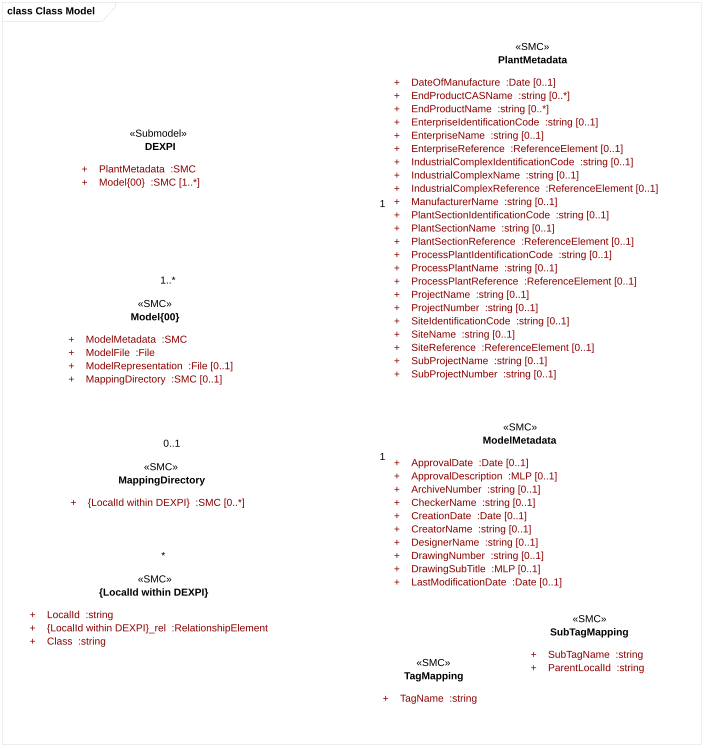 class Class Model
«Submodel»
DEXPI
+ PlantMetadata :SMC
+ Model{00} :SMC [1..*]
1..*
«SMC»
Model{00}
+ ModelMetadata :SMC
+ ModelFile :File
+ ModelRepresentation :File [0..1]
+ MappingDirectory :SMC [0..1]
0..1
«SMC»
MappingDirectory
+ {LocalId within DEXPI} :SMC [0..*]
*
«SMC»
{LocalId within DEXPI}
+ LocalId :string
+ {LocalId within DEXPI}_rel :RelationshipElement
+ Class :string
«SMC»
PlantMetadata
+ DateOfManufacture :Date [0..1]
+ EndProductCASName :string [0..*]
+ EndProductName :string [0..*]
+ EnterpriseIdentificationCode :string [0..1]
+ EnterpriseName :string [0..1]
+ EnterpriseReference :ReferenceElement [0..1]
+ IndustrialComplexIdentificationCode :string [0..1]
+ IndustrialComplexName :string [0..1]
+ IndustrialComplexReference :ReferenceElement [0..1]
1 + ManufacturerName :string [0..1]
+ PlantSectionIdentificationCode :string [0..1]
+ PlantSectionName :string [0..1]
+ PlantSectionReference :ReferenceElement [0..1]
+ ProcessPlantIdentificationCode :string [0..1]
+ ProcessPlantName :string [0..1]
+ ProcessPlantReference :ReferenceElement [0..1]
+ ProjectName :string [0..1]
+ ProjectNumber :string [0..1]
+ SiteIdentificationCode :string [0..1]
+ SiteName :string [0..1]
+ SiteReference :ReferenceElement [0..1]
+ SubProjectName :string [0..1]
+ SubProjectNumber :string [0..1]
«SMC»
ModelMetadata
1 + ApprovalDate :Date [0..1]
+ ApprovalDescription :MLP [0..1]
+ ArchiveNumber :string [0..1]
+ CheckerName :string [0..1]
+ CreationDate :Date [0..1]
+ CreatorName :string [0..1]
+ DesignerName :string [0..1]
+ DrawingNumber :string [0..1]
+ DrawingSubTitle :MLP [0..1]
+ LastModificationDate :Date [0..1]
«SMC»
SubTagMapping
+ SubTagName :string
+ ParentLocalId :string
«SMC»
TagMapping
+ TagName :string